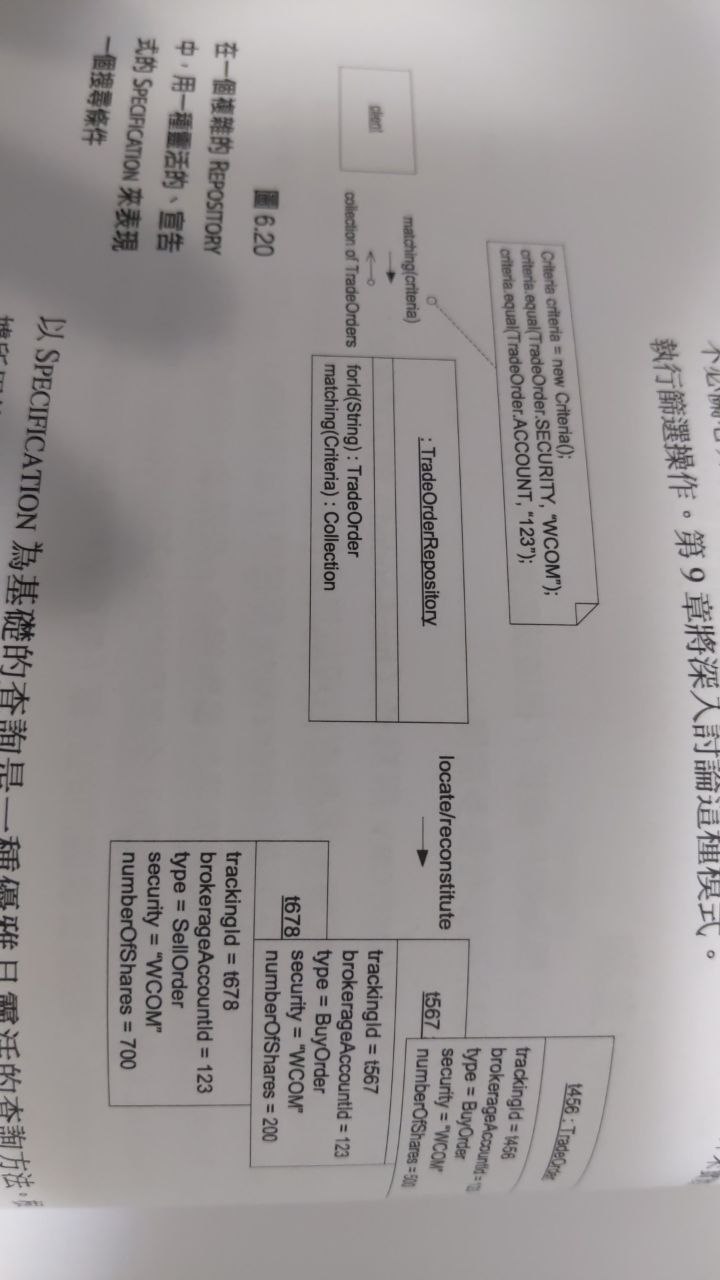 執行篩選操作。第 9 章將深入討論這種模式。
Criteria criteria = new Criteria();
criteria.equal(TradeOrder.SECURITY, “WCOM”);
criteria.equal(TradeOrder.ACCOUNT, “123”);
client
matching(criteria)
collection of TradeOrders
: TradeOrderRepository
forId(String) : TradeOrder
matching(Criteria) : Collection
locate/reconstitute
t456 : TradeOrder
trackingId = t456
brokerageAccountId = 123
type = BuyOrder
security = “WCOM”
numberOfShares = 500
t567
trackingId = t567
brokerageAccountId = 123
type = BuyOrder
security = “WCOM”
numberOfShares = 200
t678
trackingId = t678
brokerageAccountId = 123
type = SellOrder
security = “WCOM”
numberOfShares = 700
圖 6.20
在一個複雜的 REPOSITORY
中，用一種靈活的、宣告
式的 SPECIFICATION 來表現
一個搜尋條件
以 SPECIFICATION 為基礎的查詢是一種優雅且靈活的查詢方法。